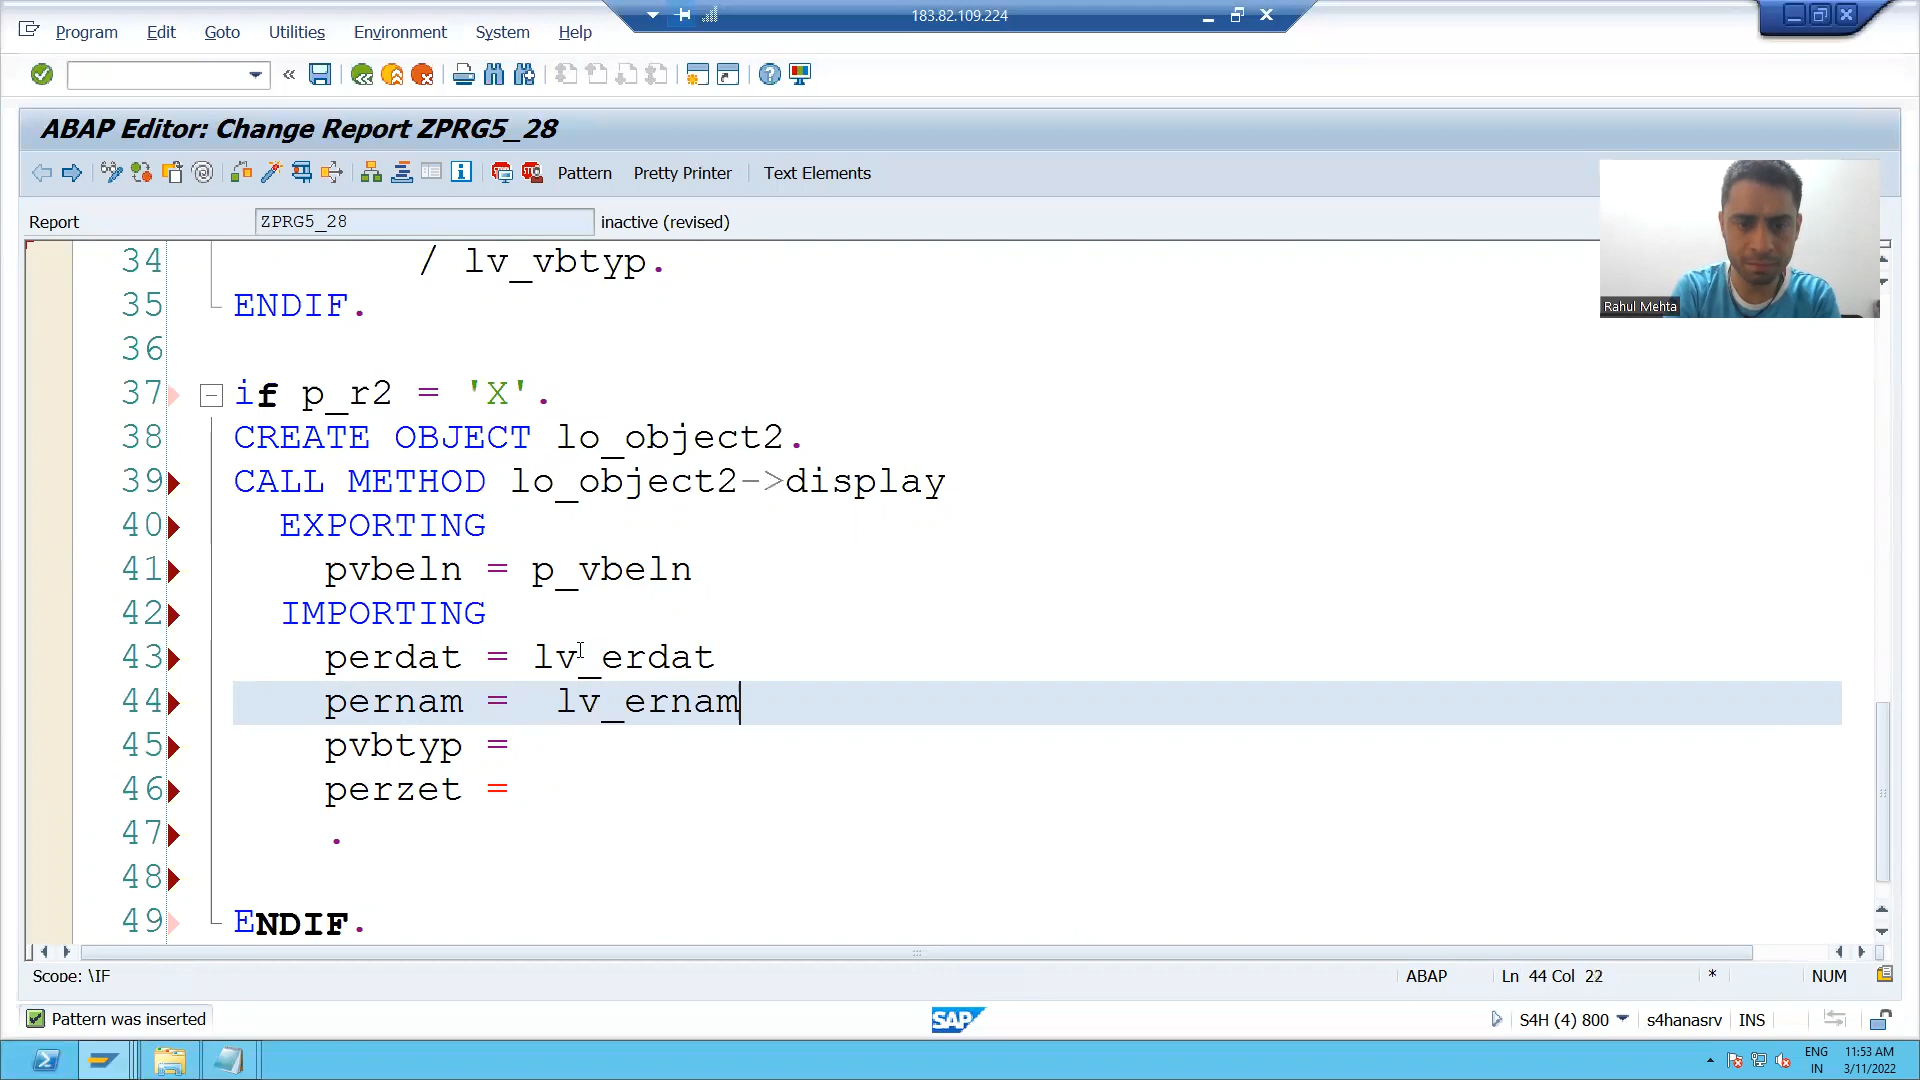 183.82.109.224
Program Edit Goto Utilities Environment System Help
ABAP Editor: Change Report ZPRG5_28
Pattern Pretty Printer Text Elements
Report ZPRG5_28 inactive (revised)
Rahul Mehta
34 / lv_vbtyp.
35 ENDIF.
36
37 if p_r2 = 'X'.
38 CREATE OBJECT lo_object2.
39 CALL METHOD lo_object2->display
40 EXPORTING
41 pvbeln = p_vbeln
42 IMPORTING
43 perdat = lv_erdat
44 pernam = lv_ernam
45 pvbtyp =
46 perzet =
47 .
48
49 ENDIF.
Scope: \IF ABAP Ln 44 Col 22 * NUM
Pattern was inserted SAP S4H (4) 800 s4hanasrv INS
ENG 11:53 AM
IN 3/11/2022